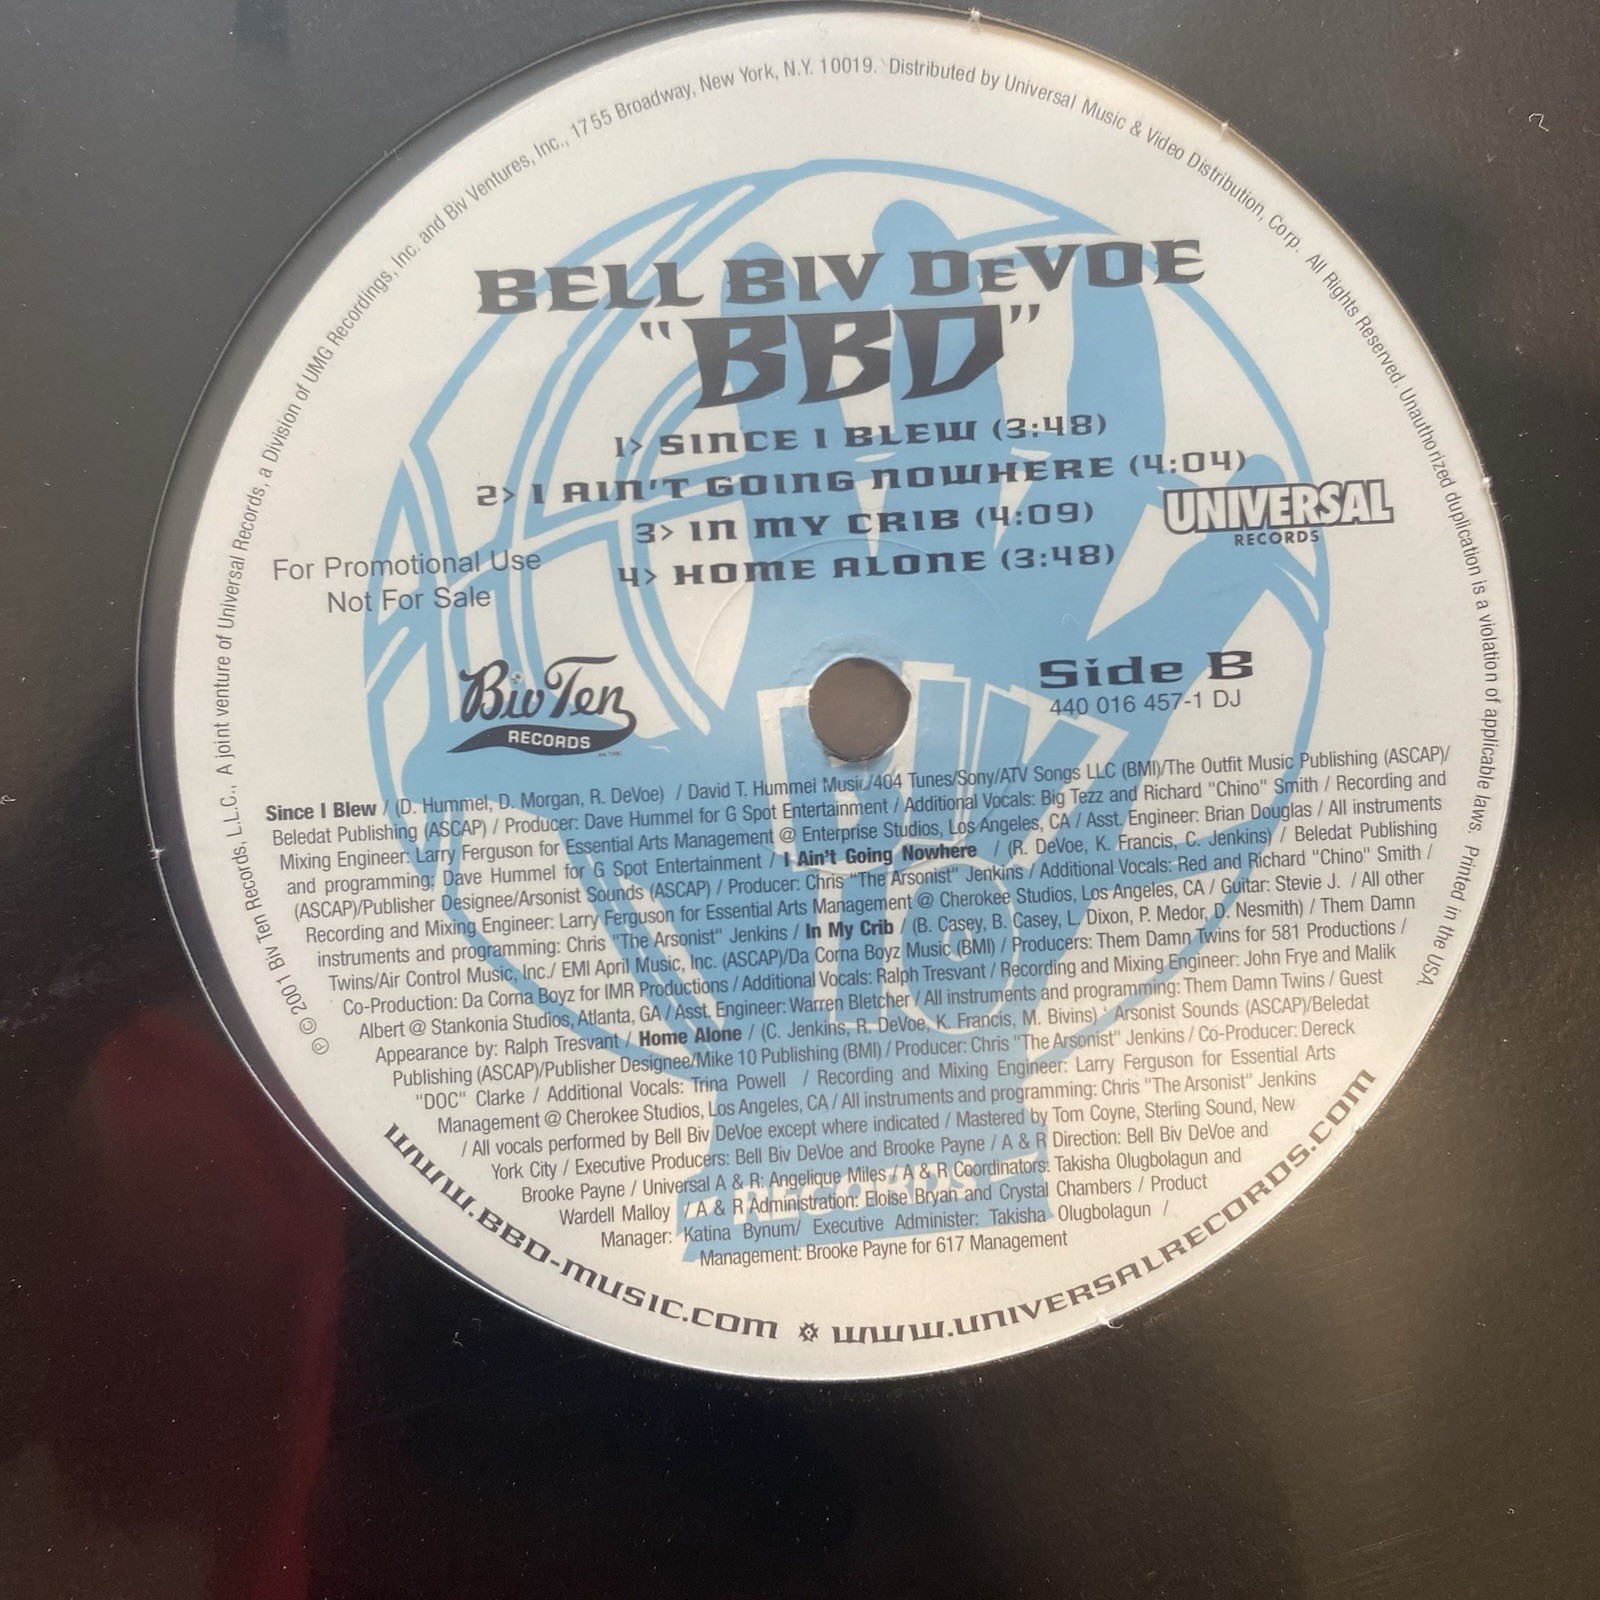 ℗ © 2001 Biv Ten Records, L.L.C., A joint venture of Universal Records, a Division of UMG Recordings, Inc. and Biv Ventures, Inc., 1755 Broadway, New York, N.Y. 10019. Distributed by Universal Music & Video Distribution, Corp. All Rights Reserved. Unauthorized duplication is a violation of applicable laws. Printed in the USA.
BELL BIV DeVOE
"BBD"
1> SINCE I BLEW (3:48)
2> I AIN'T GOING NOWHERE (4:04)
3> IN MY CRIB (4:09)
4> HOME ALONE (3:48)
UNIVERSAL
RECORDS
For Promotional Use
Not For Sale
Biv Ten
RECORDS
Side B
440 016 457-1 DJ
BIV
10
RECORDS
Since I Blew / (D. Hummel, D. Morgan, R. DeVoe) / David T. Hummel Music/404 Tunes/Sony/ATV Songs LLC (BMI)/The Outfit Music Publishing (ASCAP)/
Beledat Publishing (ASCAP) / Producer: Dave Hummel for G Spot Entertainment / Additional Vocals: Big Tezz and Richard "Chino" Smith / Recording and
Mixing Engineer: Larry Ferguson for Essential Arts Management @ Enterprise Studios, Los Angeles, CA / Asst. Engineer: Brian Douglas / All instruments
and programming: Dave Hummel for G Spot Entertainment / I Ain't Going Nowhere / (R. DeVoe, K. Francis, C. Jenkins) / Beledat Publishing
(ASCAP)/Publisher Designee/Arsonist Sounds (ASCAP) / Producer: Chris "The Arsonist" Jenkins / Additional Vocals: Red and Richard "Chino" Smith /
Recording and Mixing Engineer: Larry Ferguson for Essential Arts Management @ Cherokee Studios, Los Angeles, CA / Guitar: Stevie J. / All other
instruments and programming: Chris "The Arsonist" Jenkins / In My Crib / (B. Casey, B. Casey, L. Dixon, P. Medor, D. Nesmith) / Them Damn
Twins/Air Control Music, Inc./ EMI April Music, Inc. (ASCAP)/Da Corna Boyz Music (BMI) / Producers: Them Damn Twins for 581 Productions /
Co-Production: Da Corna Boyz for IMR Productions / Additional Vocals: Ralph Tresvant / Recording and Mixing Engineer: John Frye and Malik
Albert @ Stankonia Studios, Atlanta, GA / Asst. Engineer: Warren Bletcher / All instruments and programming: Them Damn Twins / Guest
Appearance by: Ralph Tresvant / Home Alone / (C. Jenkins, R. DeVoe, K. Francis, M. Bivins) ' Arsonist Sounds (ASCAP)/Beledat
Publishing (ASCAP)/Publisher Designee/Mike 10 Publishing (BMI) / Producer: Chris "The Arsonist" Jenkins / Co-Producer: Dereck
"DOC" Clarke / Additional Vocals: Trina Powell / Recording and Mixing Engineer: Larry Ferguson for Essential Arts
Management @ Cherokee Studios, Los Angeles, CA / All instruments and programming: Chris "The Arsonist" Jenkins
/ All vocals performed by Bell Biv DeVoe except where indicated / Mastered by Tom Coyne, Sterling Sound, New
York City / Executive Producers: Bell Biv DeVoe and Brooke Payne / A & R Direction: Bell Biv DeVoe and
Brooke Payne / Universal A & R: Angelique Miles / A & R Coordinators: Takisha Olugbolagun and
Wardell Malloy / A & R Administration: Eloise Bryan and Crystal Chambers / Product
Manager: Katina Bynum/ Executive Administer: Takisha Olugbolagun /
Management: Brooke Payne for 617 Management
www.BBD-MUSIC.com ☼ www.UNIVERSALRECORDS.com